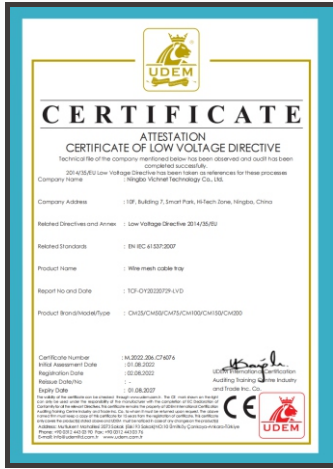 UDEM
CERTIFICATE
ATTESTATION
CERTIFICATE OF LOW VOLTAGE DIRECTIVE
Technical file of the company mentioned below has been observed and audit has been
completed successfully.
2014/35/EU Low Voltage Directive has been taken as references for these processes
Company Name : Ningbo Vichnet Technology Co., Ltd.
Company Address : 10F, Building 7, Smart Park, Hi-Tech Zone, Ningbo, China
Related Directives and Annex : Low Voltage Directive 2014/35/EU
Related Standards : EN IEC 61537:2007
Product Name : Wire mesh cable tray
Report No and Date : TCF-OY20220729-LVD
Product Brand/Model/Type : CM25/CM50/CM75/CM100/CM150/CM200
Certificate Number : M.2022.206.C76076
Initial Assessment Date : 01.08.2022
Registration Date : 02.08.2022
Reissue Date/No : -
Expiry Date : 01.08.2027
UDEM International Certification
Auditing Training Centre Industry
and Trade Inc. Co.
CE
UDEM